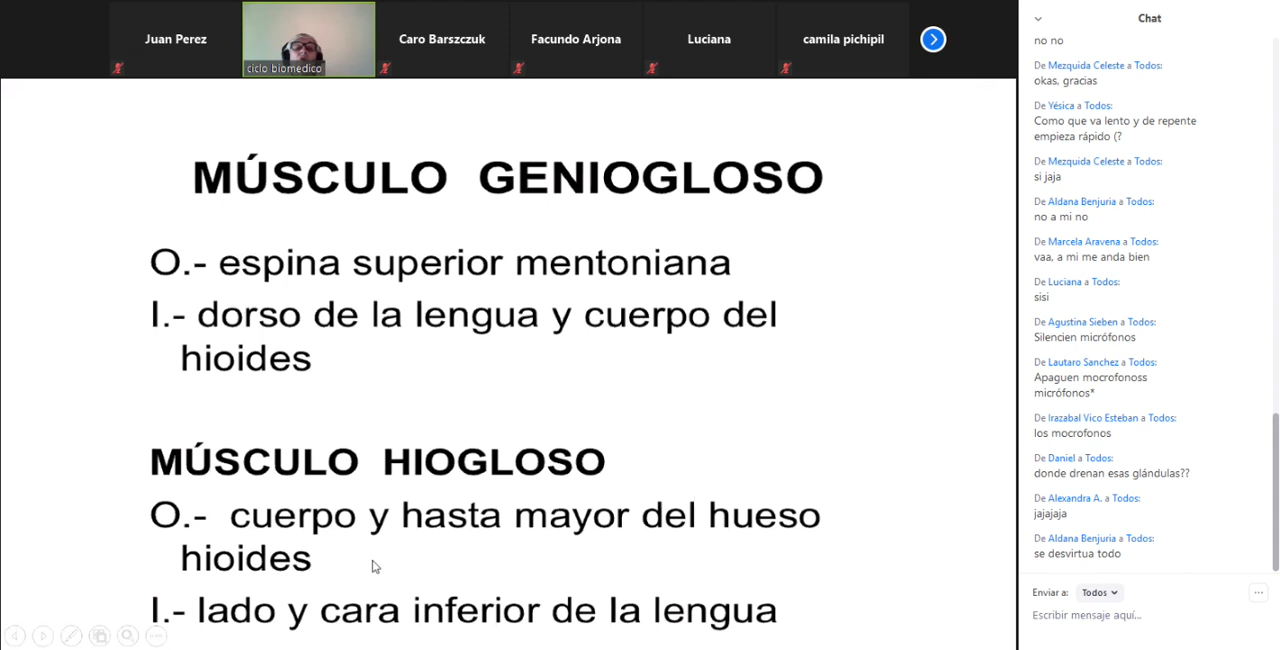 Juan Perez
ciclo biomedico
Caro Barszczuk
Facundo Arjona
Luciana
camila pichipil
MÚSCULO GENIOGLOSO
O.- espina superior mentoniana
I.- dorso de la lengua y cuerpo del
hioides
MÚSCULO HIOGLOSO
O.- cuerpo y hasta mayor del hueso
hioides
I.- lado y cara inferior de la lengua
Chat
no no
De Mezquida Celeste a Todos:
okas, gracias
De Yésica a Todos:
Como que va lento y de repente
empieza rápido (?
De Mezquida Celeste a Todos:
si jaja
De Aldana Benjuria a Todos:
no a mi no
De Marcela Aravena a Todos:
vaa, a mi me anda bien
De Luciana a Todos:
sisi
De Agustina Sieben a Todos:
Silencien micrófonos
De Lautaro Sanchez a Todos:
Apaguen mocrofonoss
micrófonos*
De Irazabal Vico Esteban a Todos:
los mocrofonos
De Daniel a Todos:
donde drenan esas glándulas??
De Alexandra A. a Todos:
jajajaja
De Aldana Benjuria a Todos:
se desvirtua todo
Enviar a: Todos
Escribir mensaje aquí...